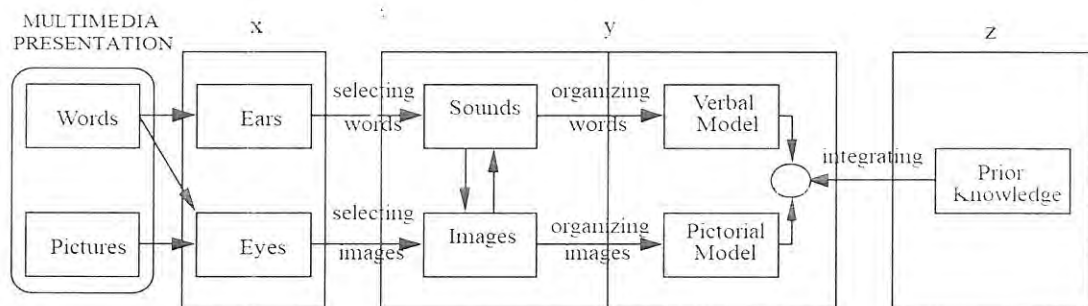 MULTIMEDIA
PRESENTATION
x
y
z
Words
Ears
selecting
words
Sounds
organizing
words
Verbal
Model
integrating
Prior
Knowledge
Pictures
Eyes
selecting
images
Images
organizing
images
Pictorial
Model